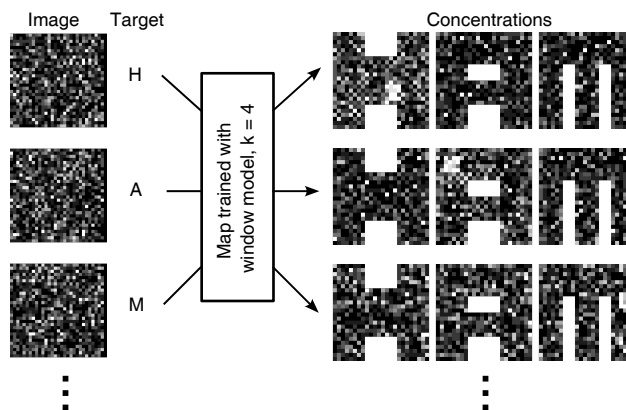 Image Target Concentrations
H
A
M
Map trained with
window model, k = 4